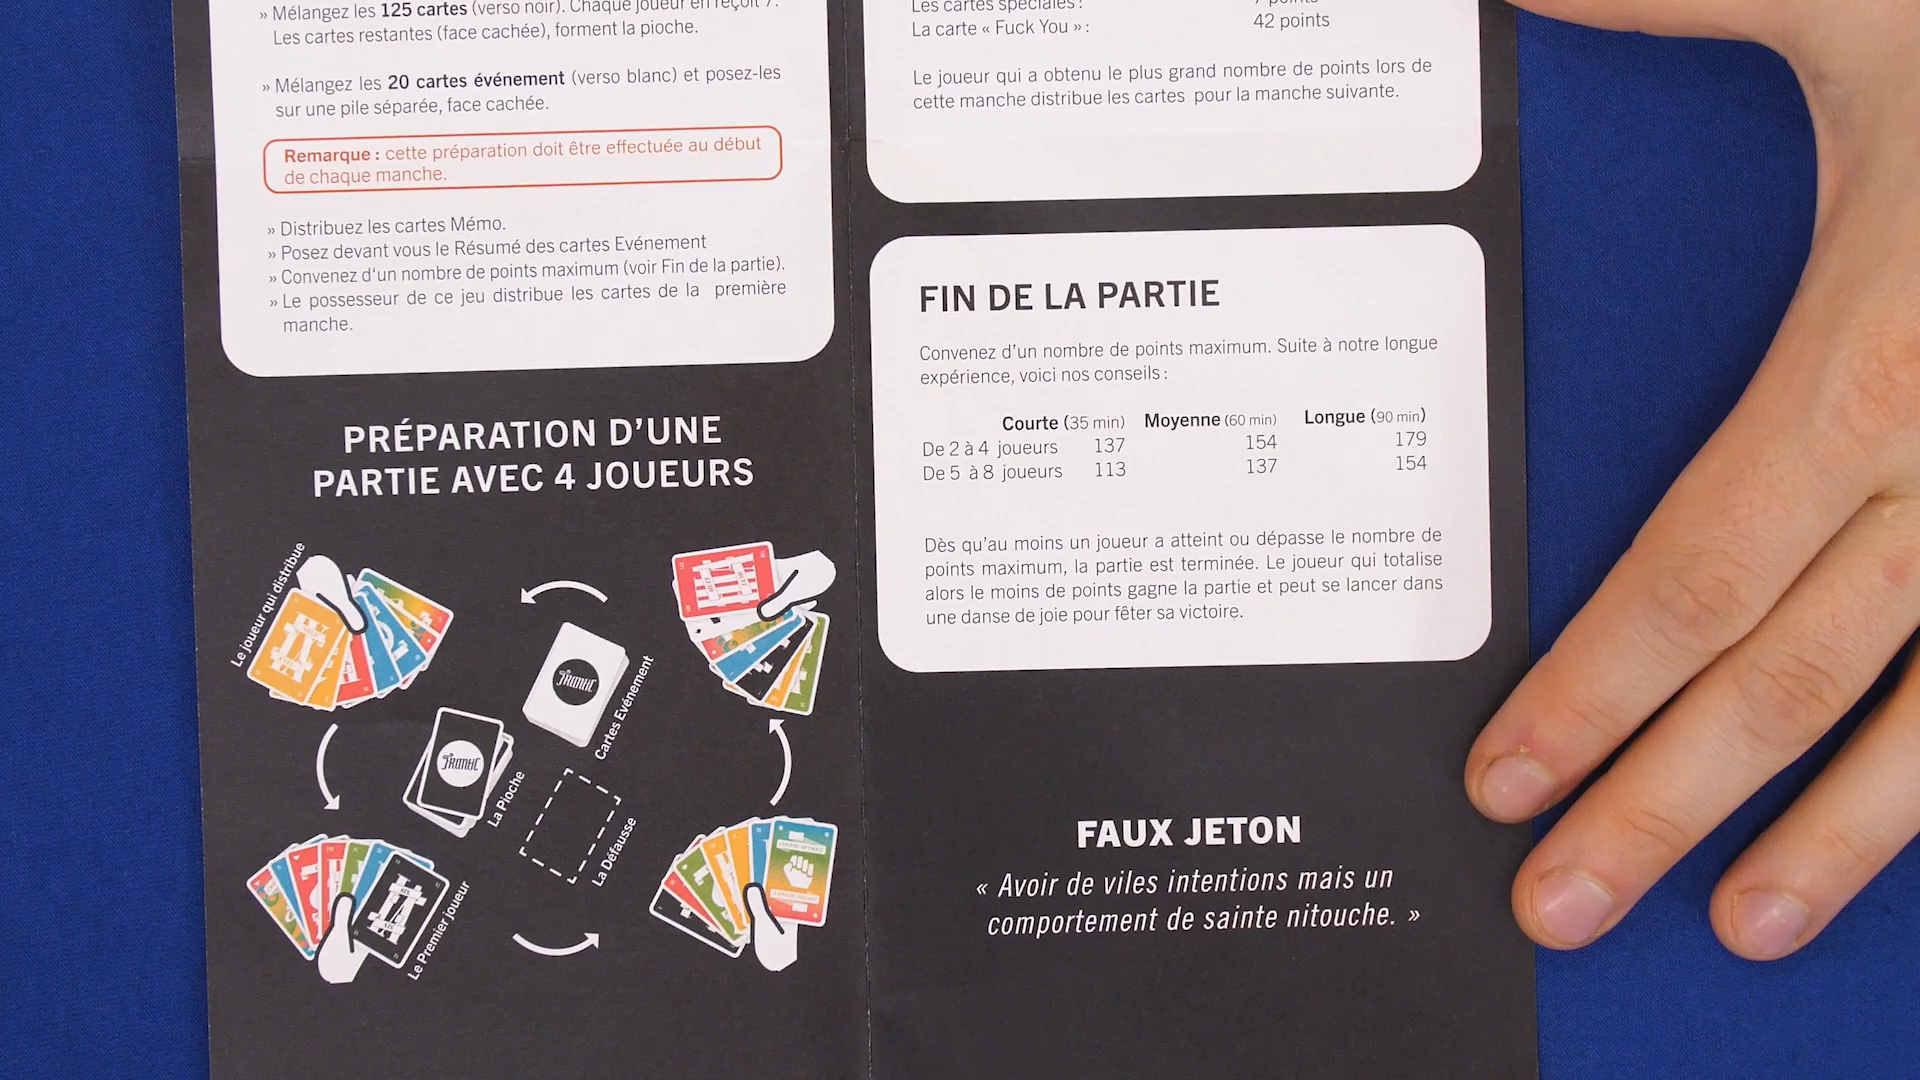 » Mélangez les 125 cartes (verso noir). Chaque joueur en reçoit 7.
Les cartes restantes (face cachée), forment la pioche.
» Mélangez les 20 cartes événement (verso blanc) et posez-les
sur une pile séparée, face cachée.
Remarque : cette préparation doit être effectuée au début
de chaque manche.
» Distribuez les cartes Mémo.
» Posez devant vous le Résumé des cartes Evénement
» Convenez d'un nombre de points maximum (voir Fin de la partie).
» Le possesseur de ce jeu distribue les cartes de la première
manche.
PRÉPARATION D'UNE
PARTIE AVEC 4 JOUEURS
Le joueur qui distribue
Cartes Evénement
La Pioche
La Défausse
Le Premier joueur
Les cartes spéciales : 7 points
La carte « Fuck You » : 42 points
Le joueur qui a obtenu le plus grand nombre de points lors de
cette manche distribue les cartes pour la manche suivante.
FIN DE LA PARTIE
Convenez d'un nombre de points maximum. Suite à notre longue
expérience, voici nos conseils :
Courte (35 min) Moyenne (60 min) Longue (90 min)
De 2 à 4 joueurs 137 154 179
De 5 à 8 joueurs 113 137 154
Dès qu'au moins un joueur a atteint ou dépasse le nombre de
points maximum, la partie est terminée. Le joueur qui totalise
alors le moins de points gagne la partie et peut se lancer dans
une danse de joie pour fêter sa victoire.
FAUX JETON
« Avoir de viles intentions mais un
comportement de sainte nitouche. »